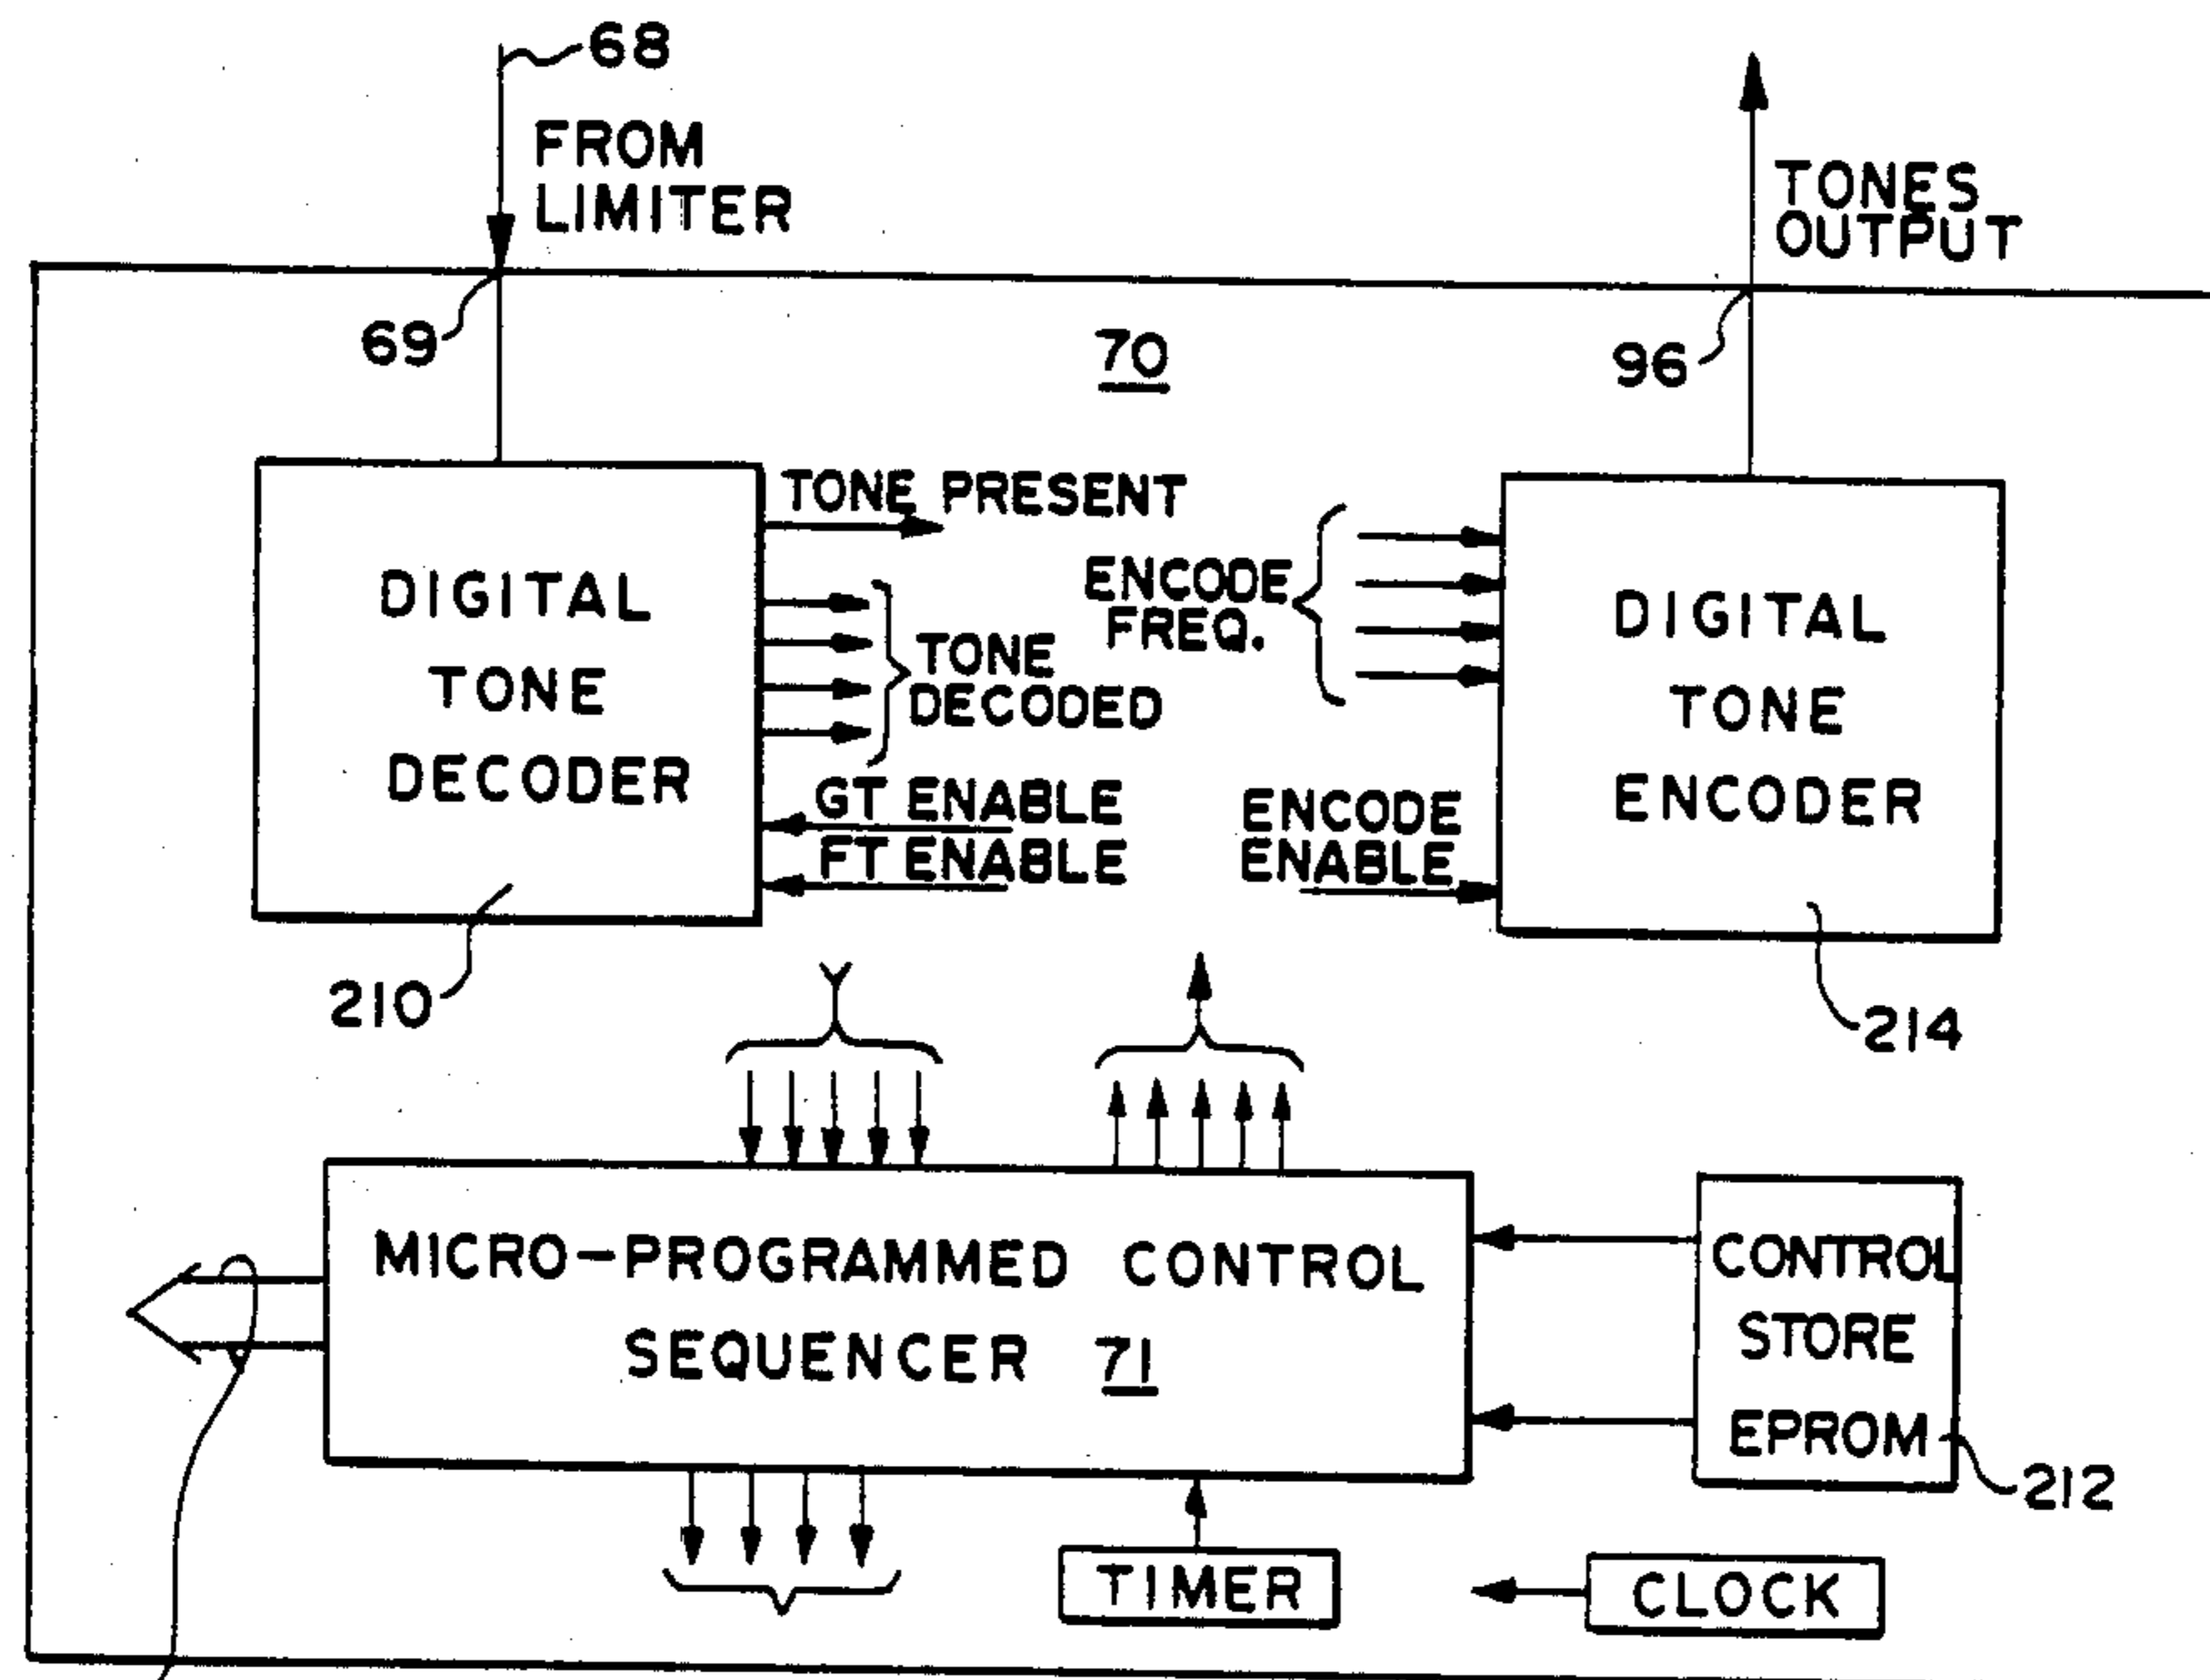 68
FROM
LIMITER
TONES
OUTPUT
69
70
96
TONE PRESENT
DIGITAL
TONE
DECODER
TONE
DECODED
GT ENABLE
FT ENABLE
210
ENCODE
FREQ.
ENCODE
ENABLE
DIGITAL
TONE
ENCODER
214
MICRO-PROGRAMMED CONTROL
SEQUENCER 71
CONTROL
STORE
EPROM
212
TIMER
CLOCK